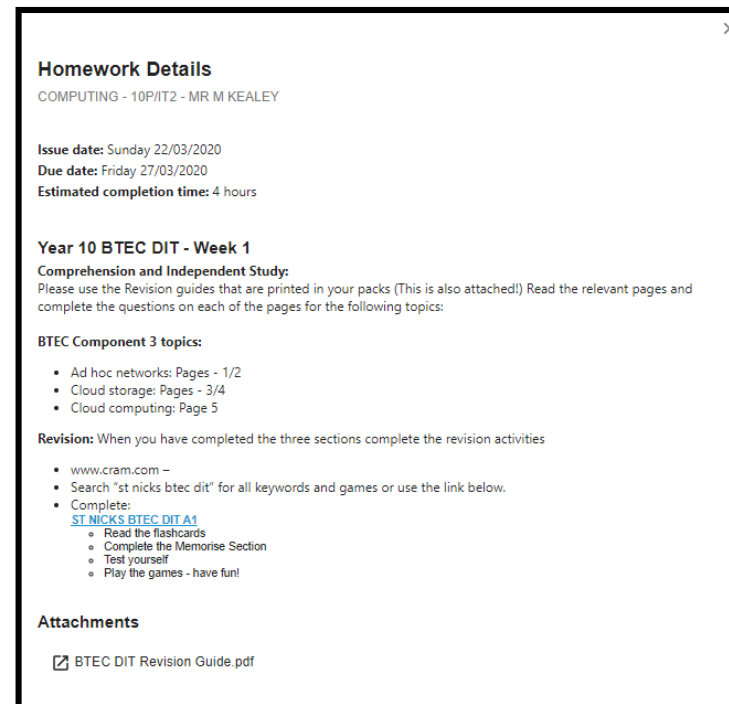 Homework Details
COMPUTING - 10P/IT2 - MR M KEALEY
Issue date: Sunday 22/03/2020
Due date: Friday 27/03/2020
Estimated completion time: 4 hours
Year 10 BTEC DIT - Week 1
Comprehension and Independent Study:
Please use the Revision guides that are printed in your packs (This is also attached!) Read the relevant pages and
complete the questions on each of the pages for the following topics:
BTEC Component 3 topics:
• Ad hoc networks: Pages - 1/2
• Cloud storage: Pages - 3/4
• Cloud computing: Page 5
Revision: When you have completed the three sections complete the revision activities
• www.cram.com –
• Search “st nicks btec dit” for all keywords and games or use the link below.
• Complete:
ST NICKS BTEC DIT A1
Read the flashcards
Complete the Memorise Section
Test yourself
Play the games - have fun!
Attachments
BTEC DIT Revision Guide.pdf